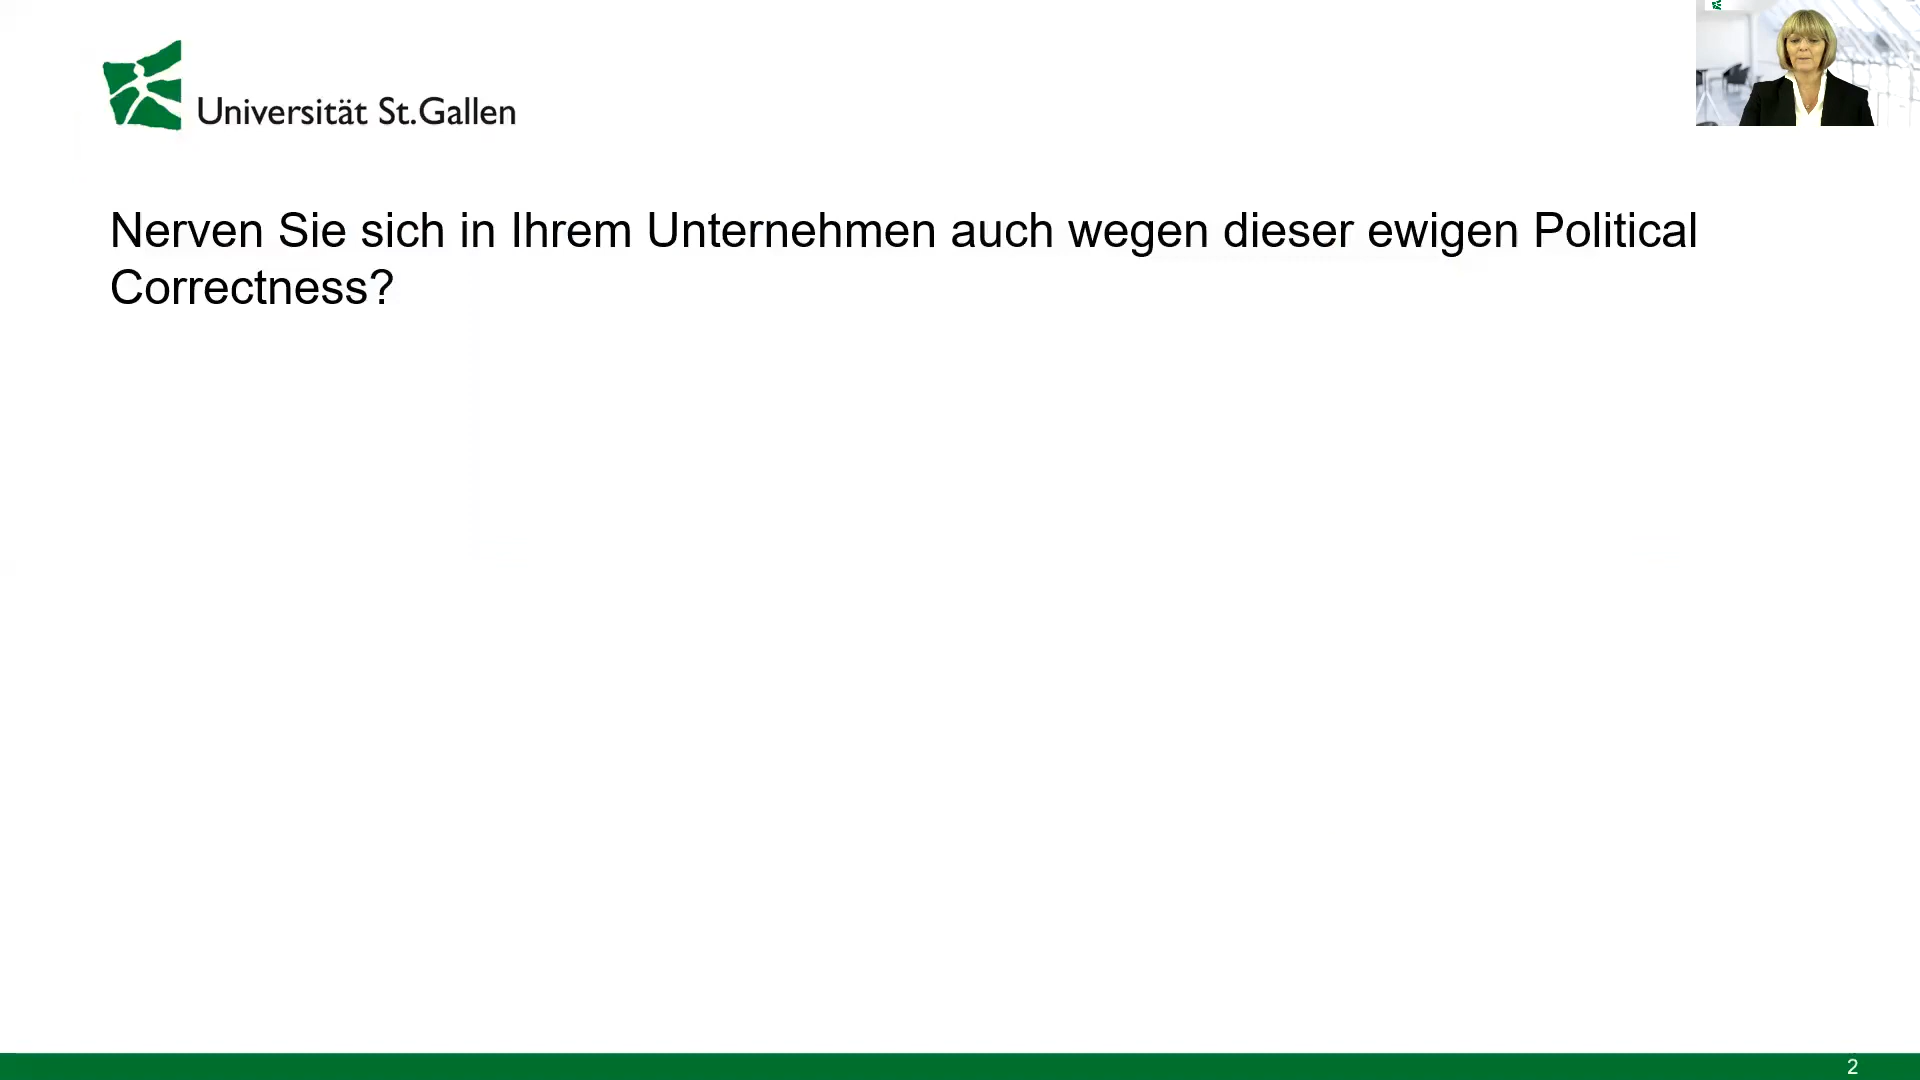 Universität St.Gallen
Nerven Sie sich in Ihrem Unternehmen auch wegen dieser ewigen Political
Correctness?
2